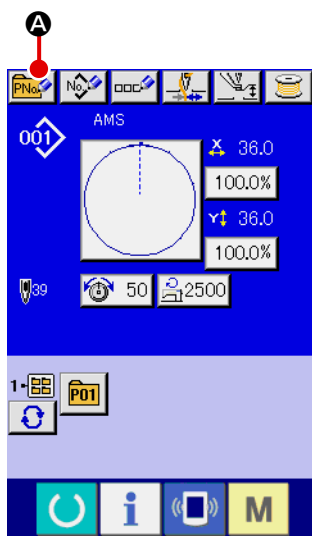 A
PNo. No.
AMS
001
X 36.0
100.0%
Y 36.0
100.0%
39 50 2500
1 P01
i M